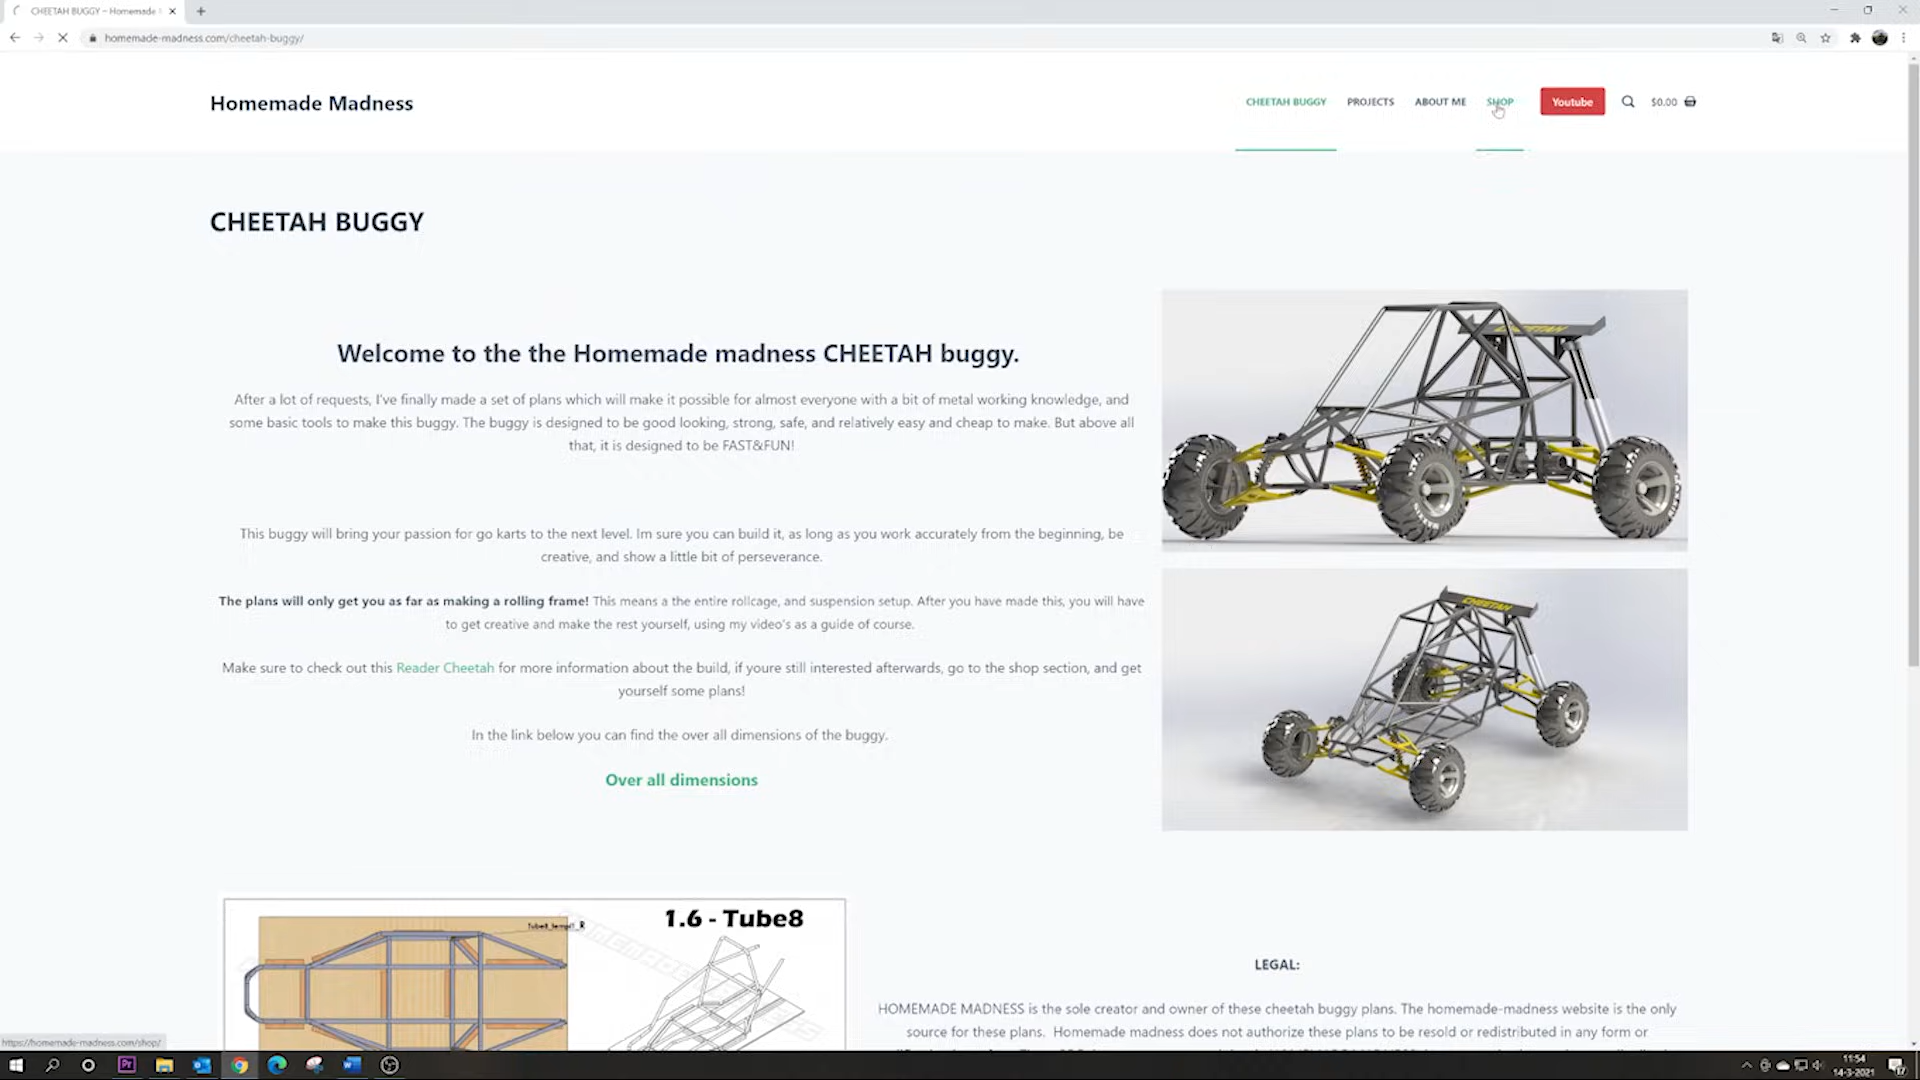 CHEETAH BUGGY – Homemade
homemade-madness.com/cheetah-buggy/
Homemade Madness
CHEETAH BUGGY PROJECTS ABOUT ME SHOP Youtube $0.00
CHEETAH BUGGY
Welcome to the the Homemade madness CHEETAH buggy.
After a lot of requests, I've finally made a set of plans which will make it possible for almost everyone with a bit of metal working knowledge, and
some basic tools to make this buggy. The buggy is designed to be good looking, strong, safe, and relatively easy and cheap to make. But above all
that, it is designed to be FAST&FUN!
This buggy will bring your passion for go karts to the next level. Im sure you can build it, as long as you work accurately from the beginning, be
creative, and show a little bit of perseverance.
The plans will only get you as far as making a rolling frame! This means a the entire rollcage, and suspension setup. After you have made this, you will have
to get creative and make the rest yourself, using my video's as a guide of course.
Make sure to check out this Reader Cheetah for more information about the build, if youre still interested afterwards, go to the shop section, and get
yourself some plans!
In the link below you can find the over all dimensions of the buggy.
Over all dimensions
CHEETAH
CHEETAH
1.6 - Tube8
LEGAL:
HOMEMADE MADNESS is the sole creator and owner of these cheetah buggy plans. The homemade-madness website is the only
source for these plans. Homemade madness does not authorize these plans to be resold or redistributed in any form or
https://homemade-madness.com/shop/
11:54
14-3-2021